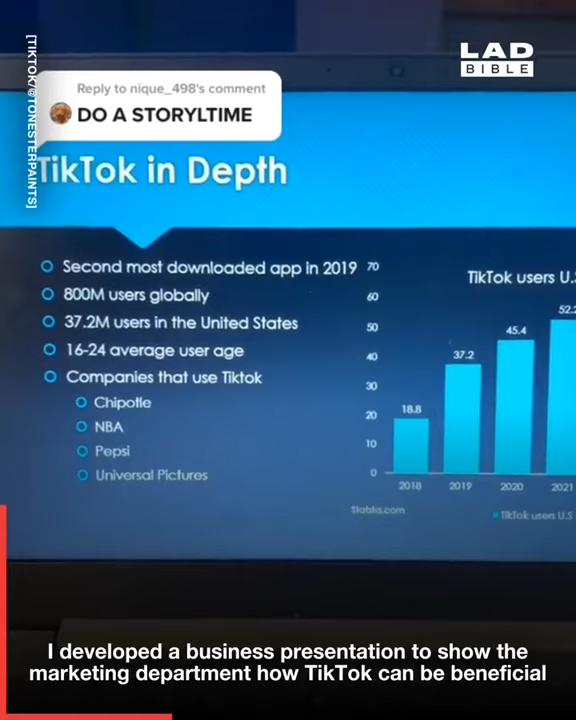 [TIKTOK/@TONESTERPAINTS]
LAD
BIBLE
Reply to nique_498's comment
DO A STORYLTIME
TikTok in Depth
Second most downloaded app in 2019
800M users globally
37.2M users in the United States
16-24 average user age
Companies that use Tiktok
Chipotle
NBA
Pepsi
Universal Pictures
TikTok users U.S
70
60
50
40
30
20
10
0
18.8
37.2
45.4
52.2
2018
2019
2020
2021
TikTok users U.S
I developed a business presentation to show the
marketing department how TikTok can be beneficial